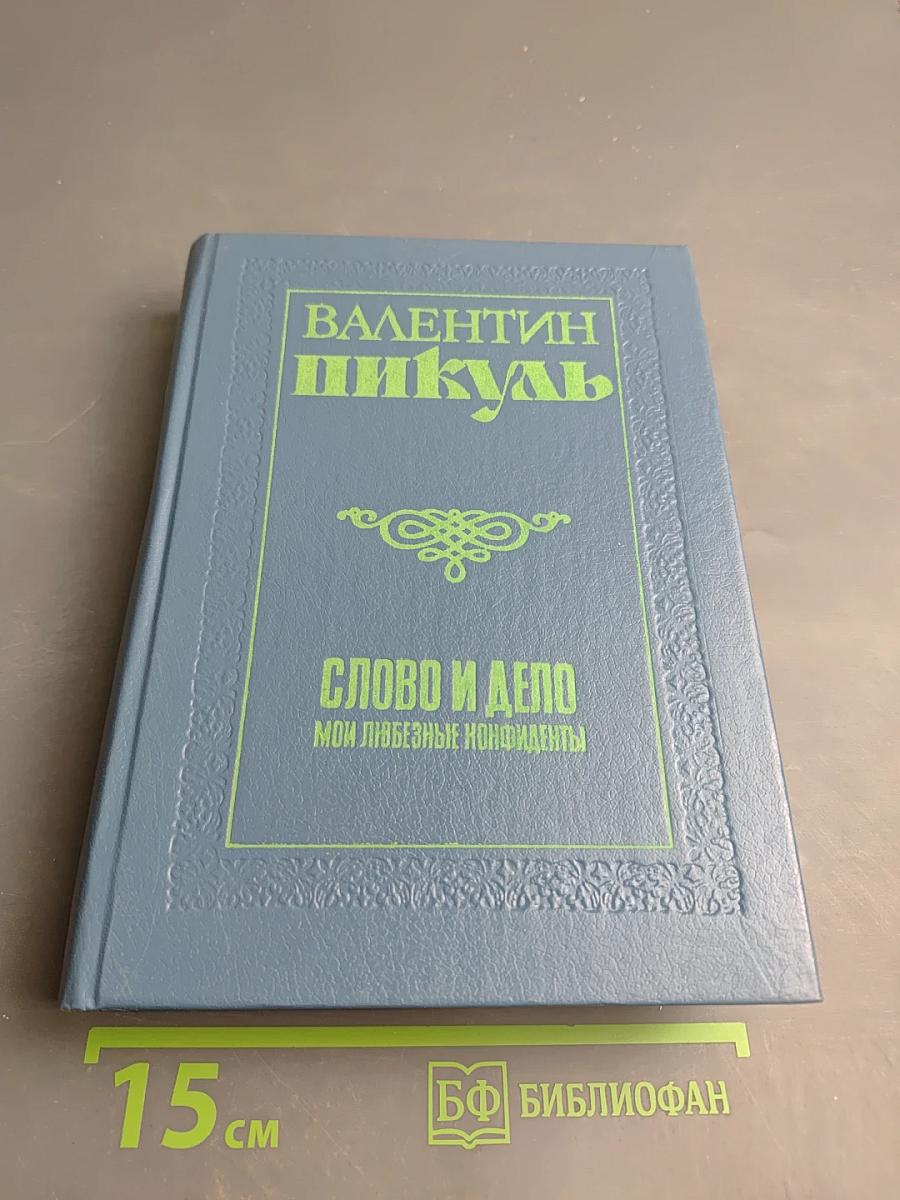 ВАЛЕНТИН
ПИКУЛЬ
СЛОВО И ДЕЛО
МОИ ЛЮБЕЗНЫЕ КОНФИДЕНТЫ
15 см
БФ БИБЛИОФАН